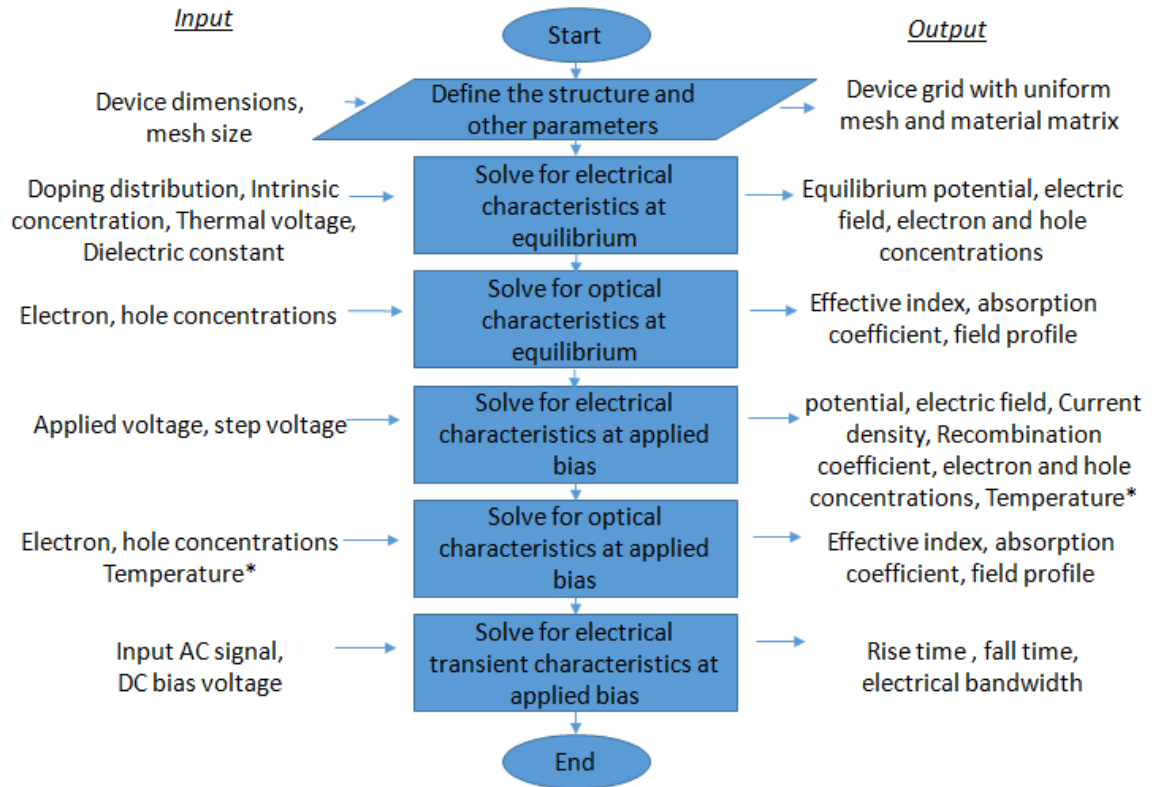 Input
Start
Output
Device dimensions,
mesh size
Define the structure and
other parameters
Device grid with uniform
mesh and material matrix
Doping distribution, Intrinsic
concentration, Thermal voltage,
Dielectric constant
Solve for electrical
characteristics at
equilibrium
Equilibrium potential, electric
field, electron and hole
concentrations
Electron, hole concentrations
Solve for optical
characteristics at
equilibrium
Effective index, absorption
coefficient, field profile
Applied voltage, step voltage
Solve for electrical
characteristics at applied
bias
potential, electric field, Current
density, Recombination
coefficient, electron and hole
concentrations, Temperature*
Electron, hole concentrations
Temperature*
Solve for optical
characteristics at applied
bias
Effective index, absorption
coefficient, field profile
Input AC signal,
DC bias voltage
Solve for electrical
transient characteristics at
applied bias
Rise time , fall time,
electrical bandwidth
End